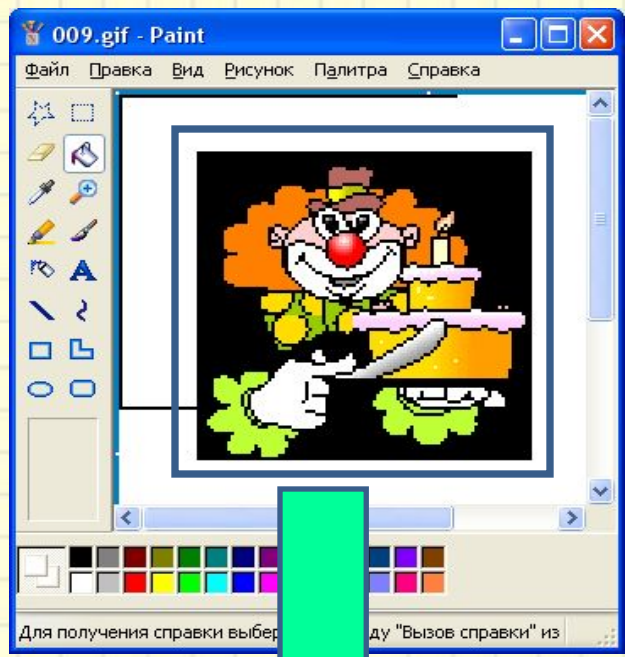 009.gif - Paint
Файл Правка Вид Рисунок Палитра Справка
A
Для получения справки выбер ду "Вызов справки" из